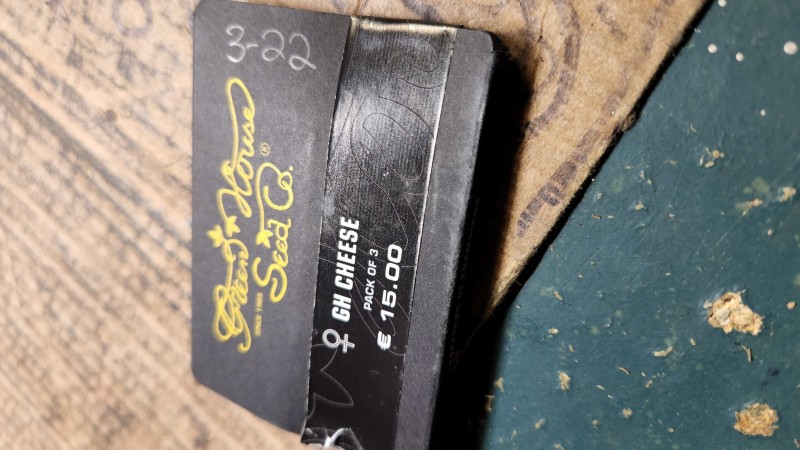 3-22
Green House
Seed Co.®
SINCE 1985
♀ GH CHEESE
PACK OF 3
€ 15.00